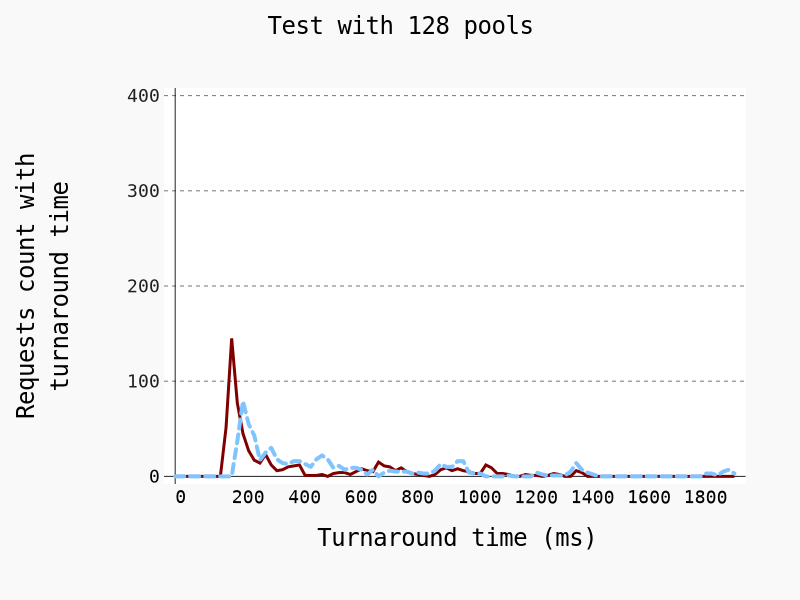 Test with 128 pools
Requests count with
turnaround time
400
300
200
100
0
0 200 400 600 800 1000 1200 1400 1600 1800
Turnaround time (ms)